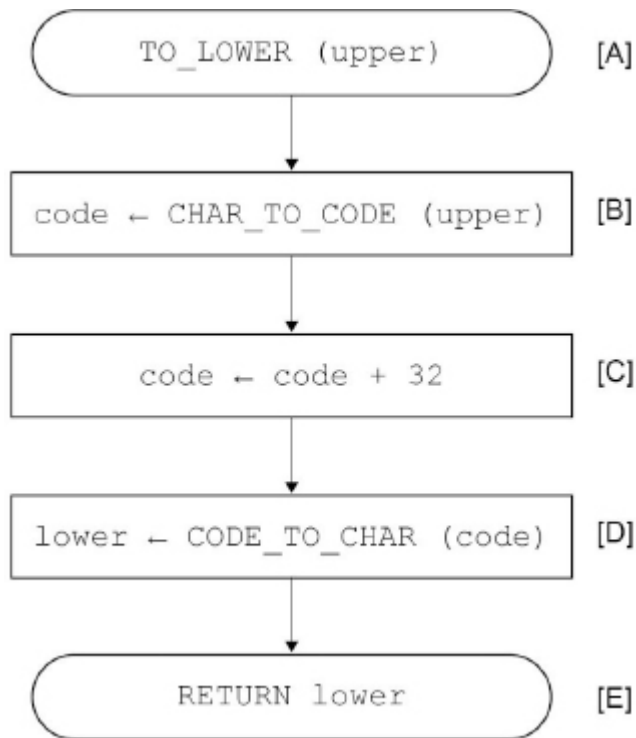 TO_LOWER (upper) [A]
code ← CHAR_TO_CODE (upper) [B]
code ← code + 32 [C]
lower ← CODE_TO_CHAR (code) [D]
RETURN lower [E]